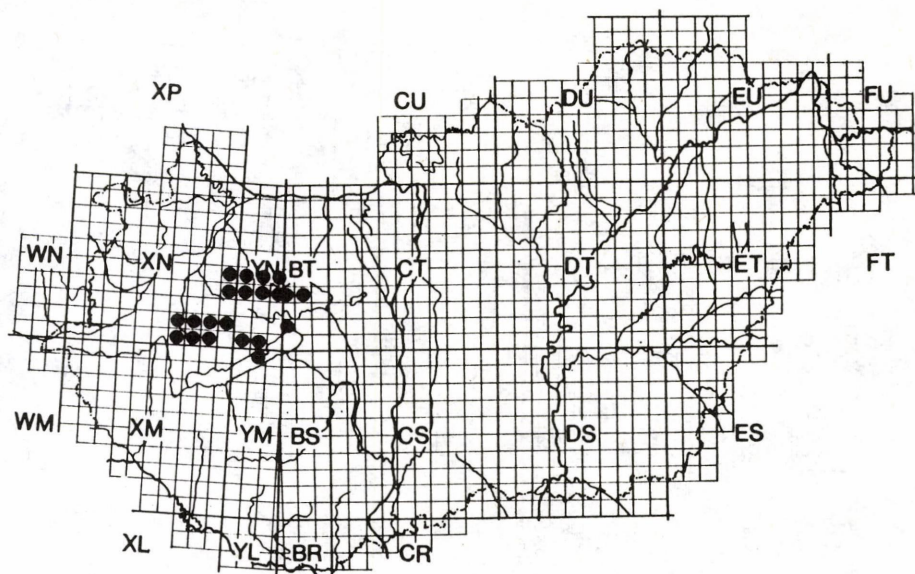 XP CU DU EU FU
WN XN YN BT CT DT ET FT
WM XM YM BS CS DS ES
XL YL BR CR